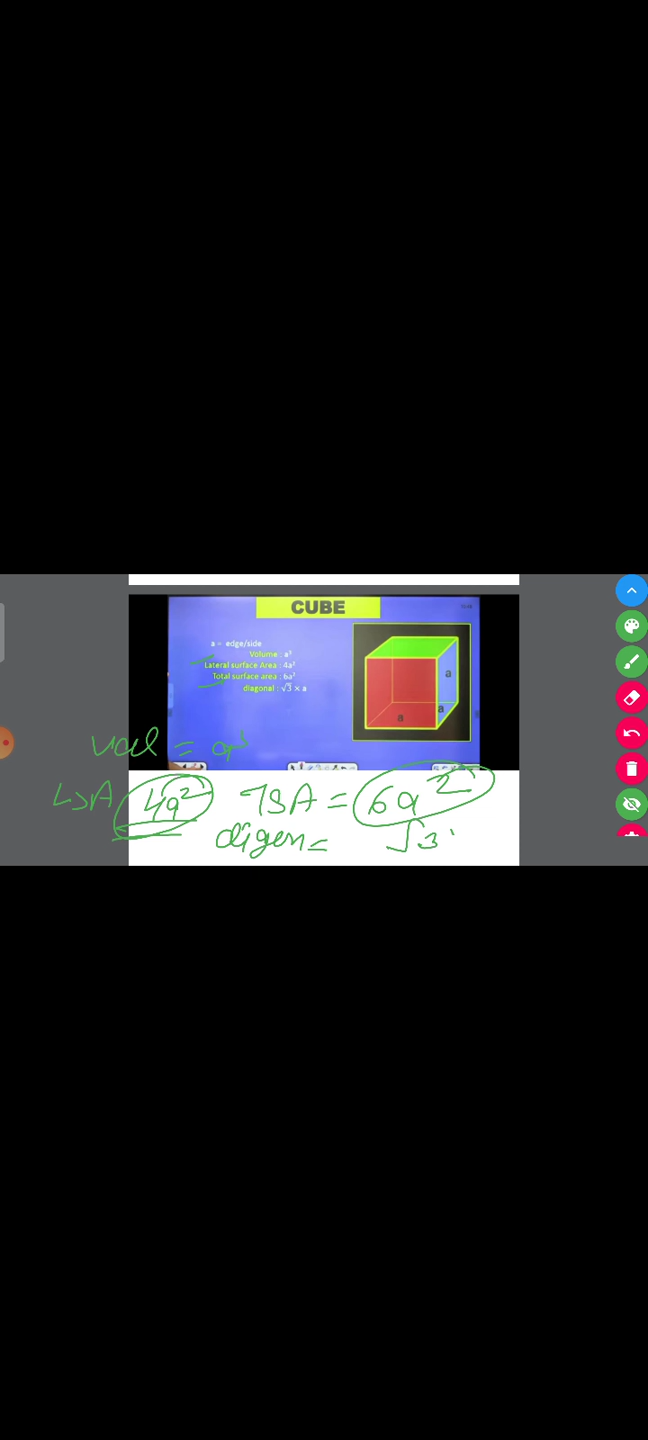 CUBE
a = edge/side
Volume : a³
Lateral surface Area : 4a²
Total surface area : 6a²
diagonal : √3 × a
a
a
a
Vol = a³
LSA 4a² TSA = 6a²
digen = √3